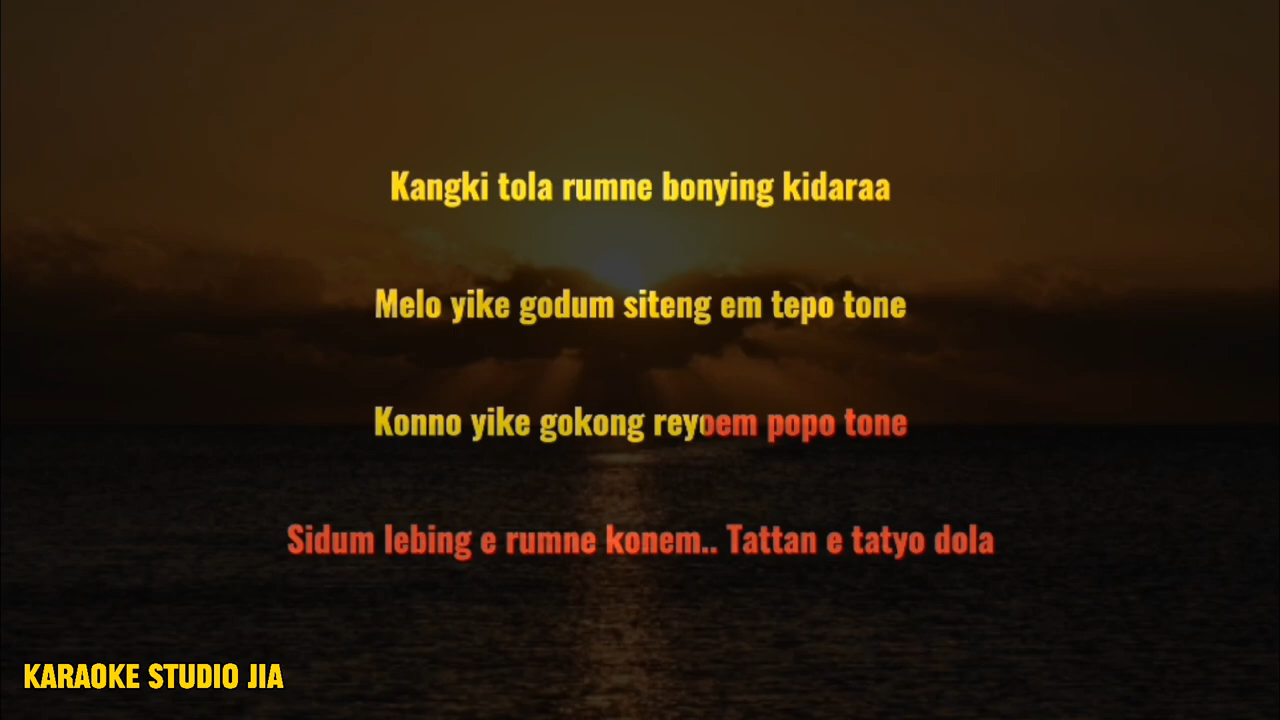 Kangki tola rumne bonying kidaraa
Melo yike godum siteng em tepo tone
Konno yike gokong reyoem popo tone
Sidum lebing e rumne konem.. Tattan e tatyo dola
KARAOKE STUDIO JIA